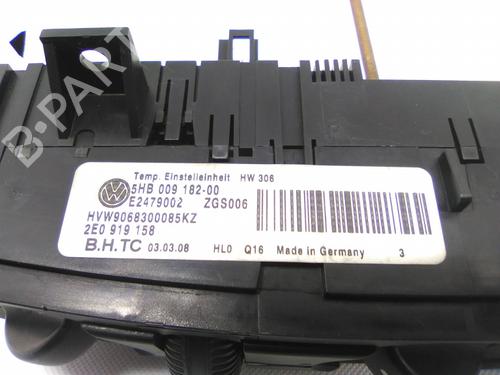 B-PARTS
Temp. Einstelleinheit HW 306
5HB 009 182-00
E2479002 ZGS006
HVW9068300085KZ
2E0 919 158
B.H.TC 03.03.08 HL0 Q16 Made in Germany 3